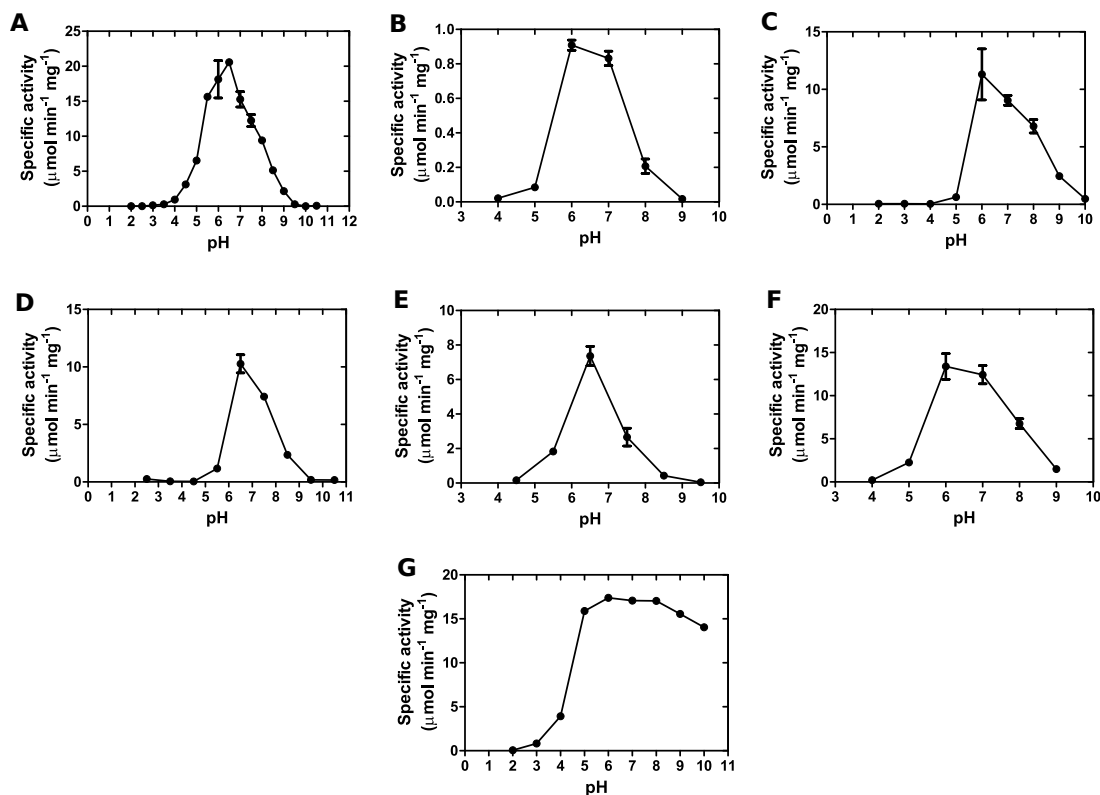 A
Specific activity
(μmol min⁻¹ mg⁻¹)
25
20
15
10
5
0
0 1 2 3 4 5 6 7 8 9 10 11 12
pH
B
Specific activity
(μmol min⁻¹ mg⁻¹)
1.0
0.8
0.6
0.4
0.2
0.0
3 4 5 6 7 8 9 10
pH
C
Specific activity
(μmol min⁻¹ mg⁻¹)
15
10
5
0
0 1 2 3 4 5 6 7 8 9 10
pH
D
Specific activity
(μmol min⁻¹ mg⁻¹)
15
10
5
0
0 1 2 3 4 5 6 7 8 9 10 11
pH
E
Specific activity
(μmol min⁻¹ mg⁻¹)
10
8
6
4
2
0
3 4 5 6 7 8 9 10
pH
F
Specific activity
(μmol min⁻¹ mg⁻¹)
20
15
10
5
0
3 4 5 6 7 8 9 10
pH
G
Specific activity
(μmol min⁻¹ mg⁻¹)
20
15
10
5
0
0 1 2 3 4 5 6 7 8 9 10 11
pH